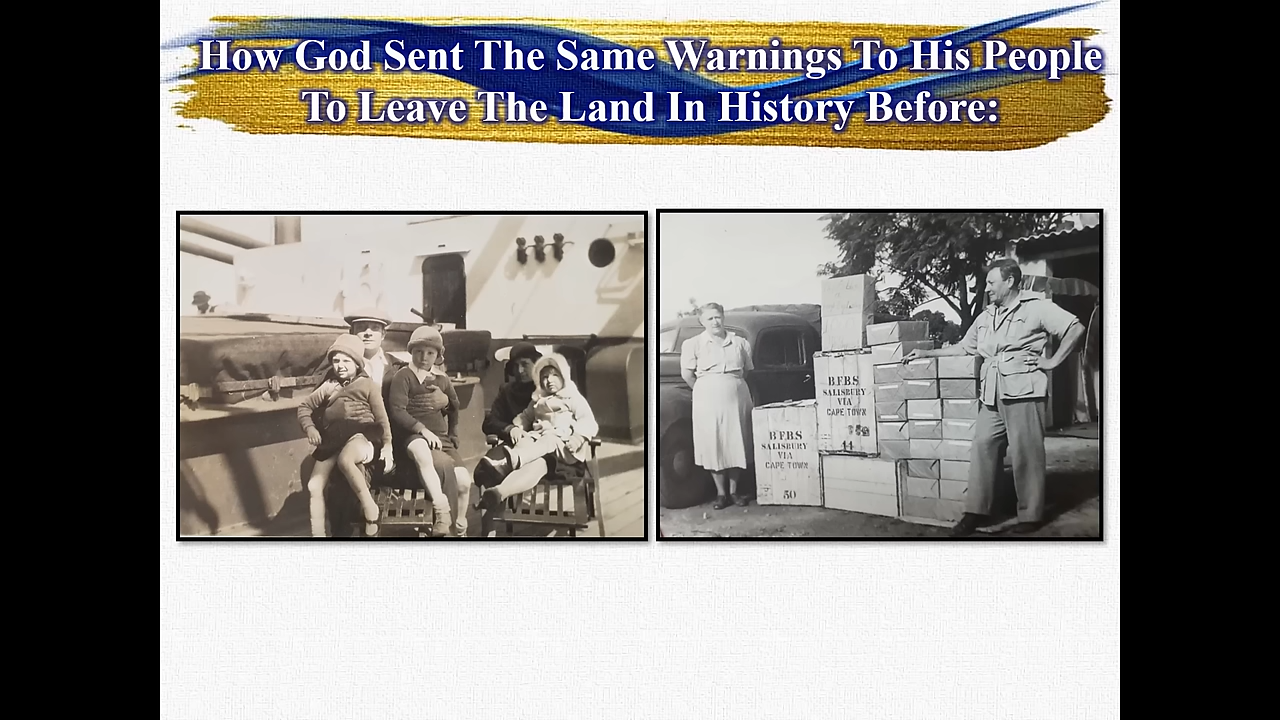 How God Sent The Same Warnings To His People
To Leave The Land In History Before:
B.F.B.S
SALISBURY
VIA
CAPE TOWN
44
B.F.B.S
SALISBURY
VIA
CAPE TOWN
50